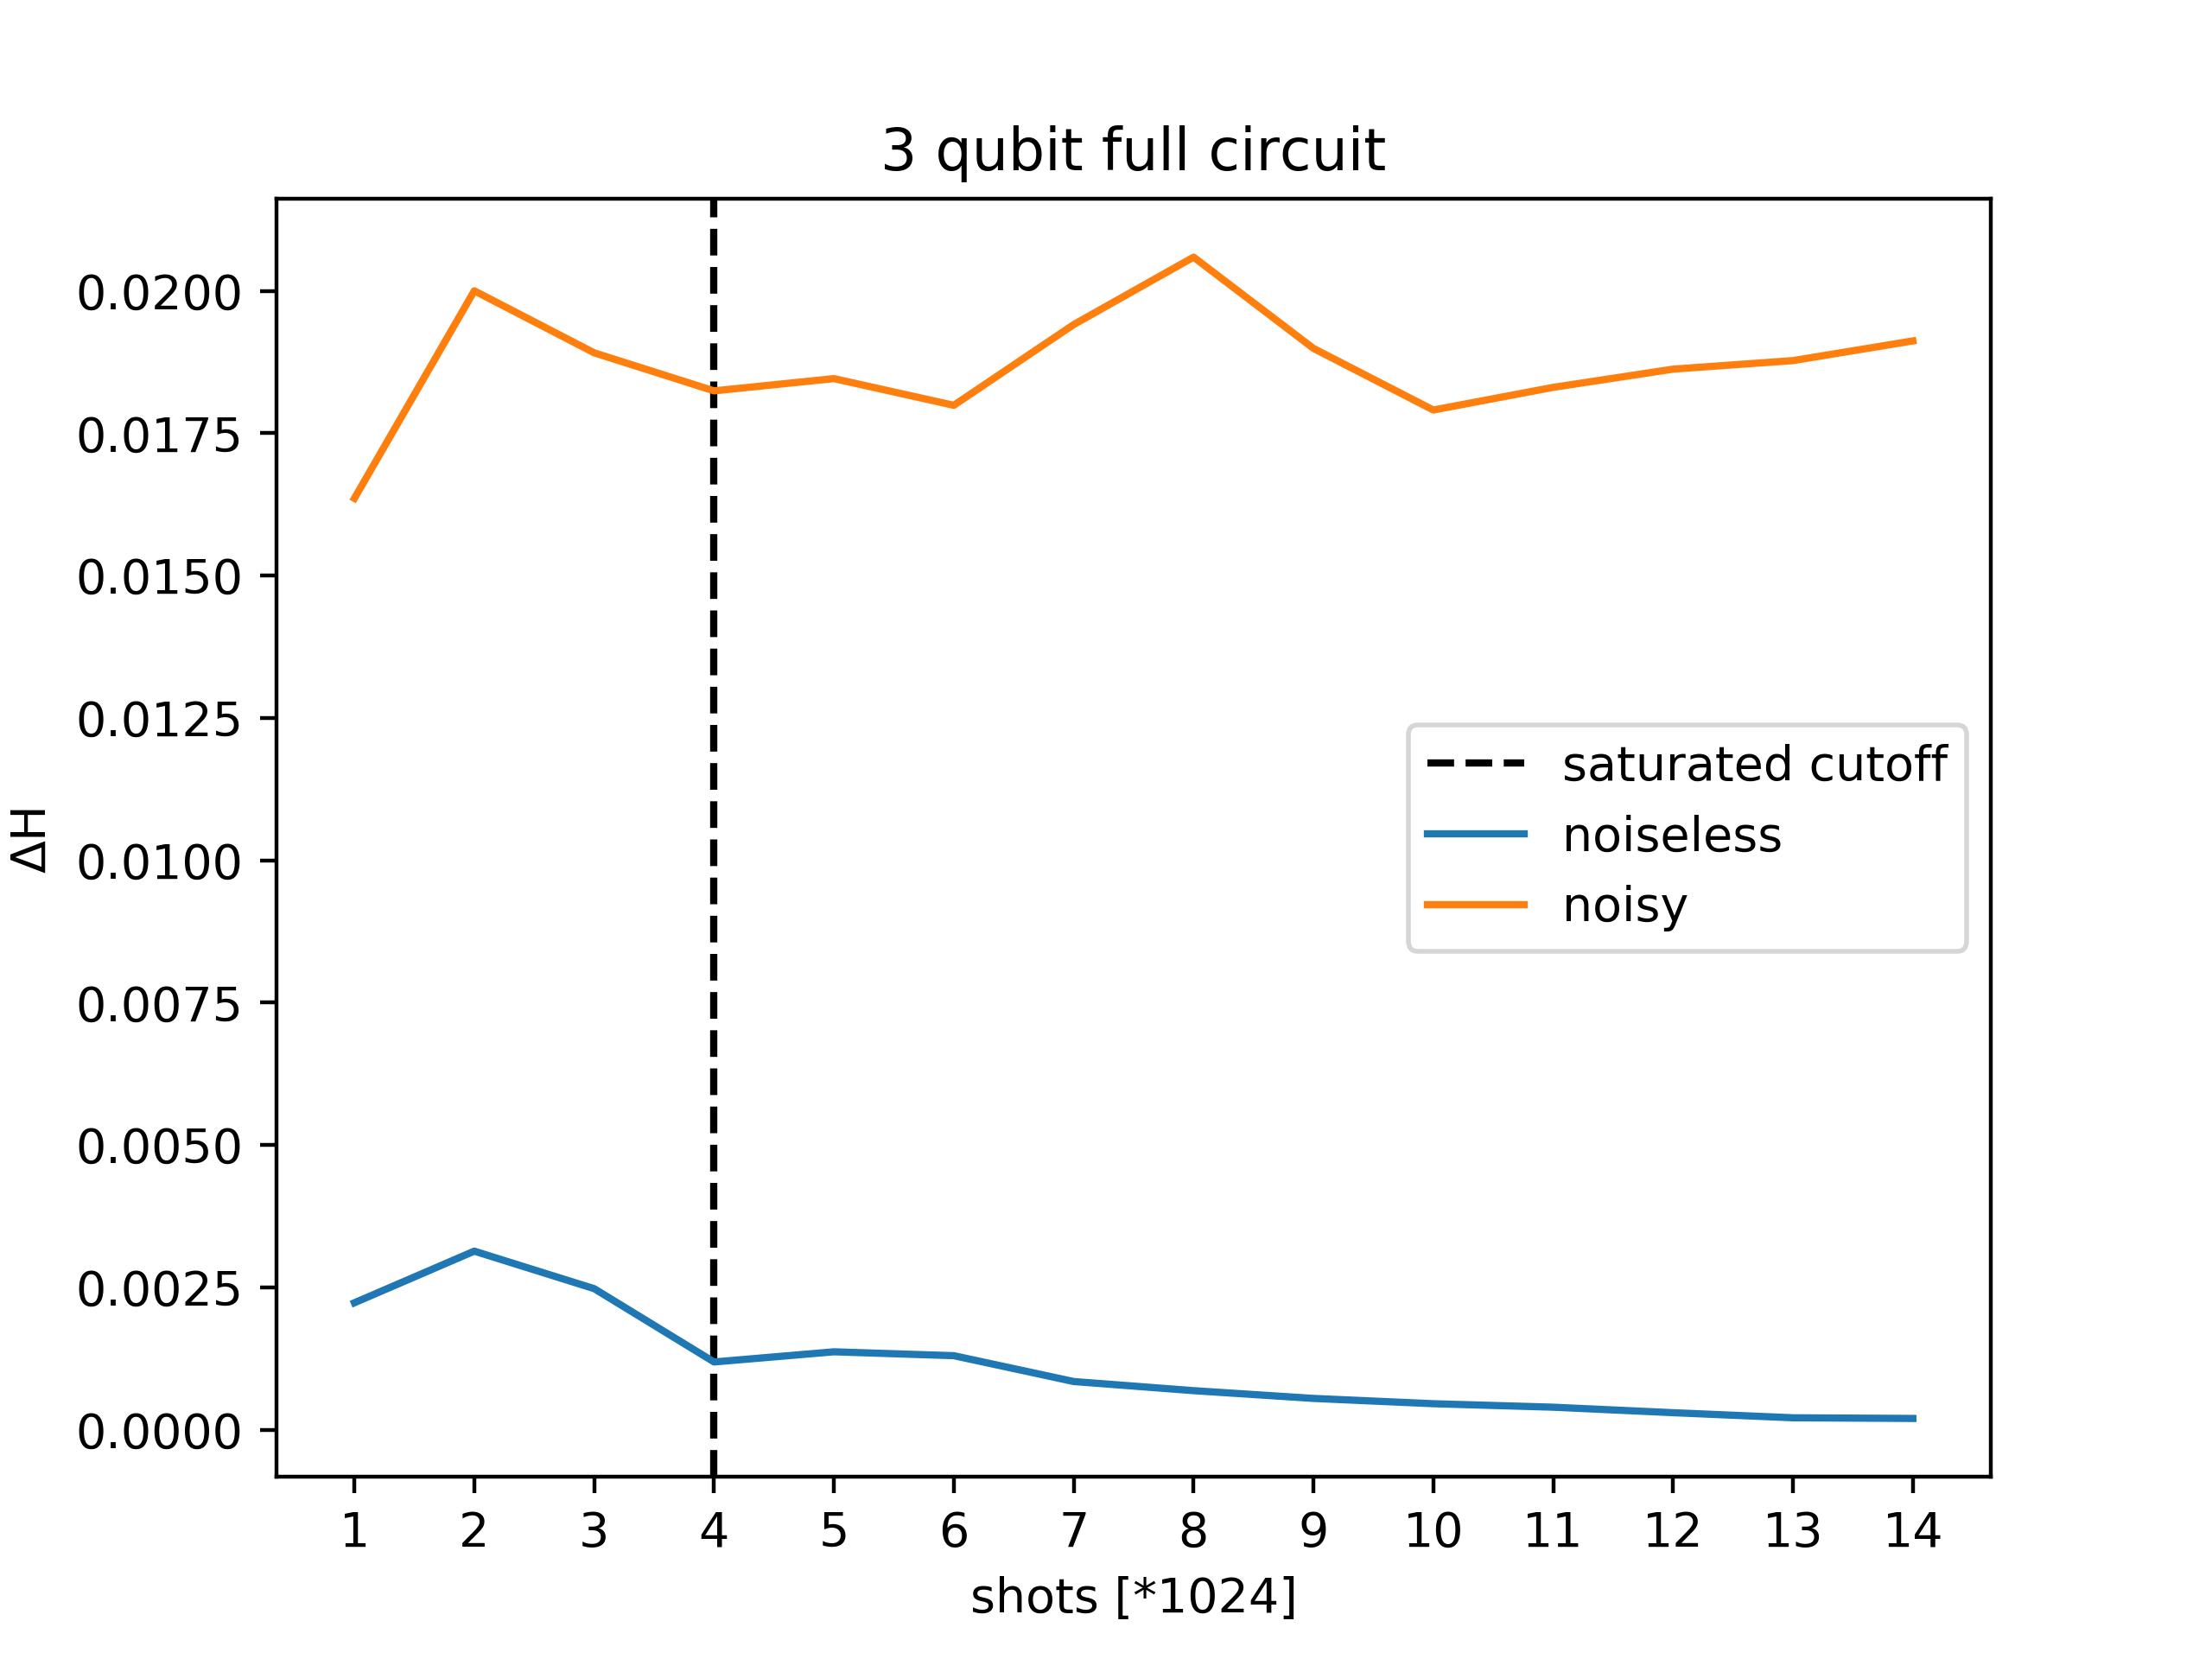 3 qubit full circuit
0.0200
0.0175
0.0150
0.0125
0.0100
0.0075
0.0050
0.0025
0.0000
ΔH
saturated cutoff
noiseless
noisy
1 2 3 4 5 6 7 8 9 10 11 12 13 14
shots [*1024]